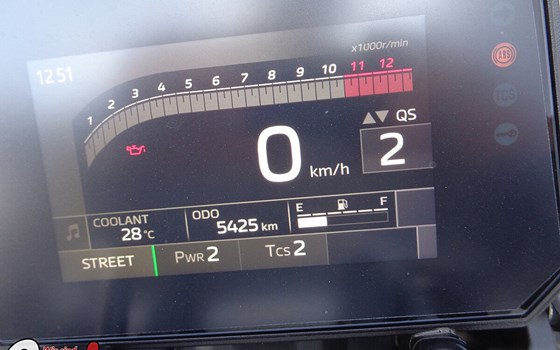 12:51
x1000r/min
1 2 3 4 5 6 7 8 9 10 11 12
QS
0 km/h
2
COOLANT
28 °C
ODO
5425 km
E F
STREET
PWR 2
TCS 2
ABS